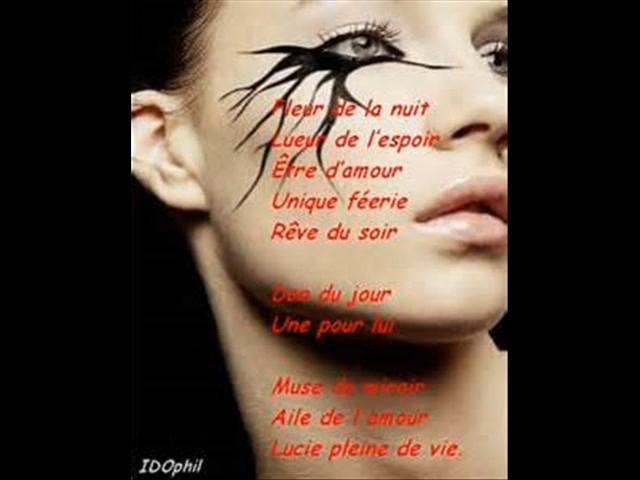 Fleur de la nuit
Lueur de l'espoir
Être d'amour
Unique féerie
Rêve du soir
Don du jour
Une pour lui
Muse du miroir
Aile de l'amour
Lucie pleine de vie.
IDOphil